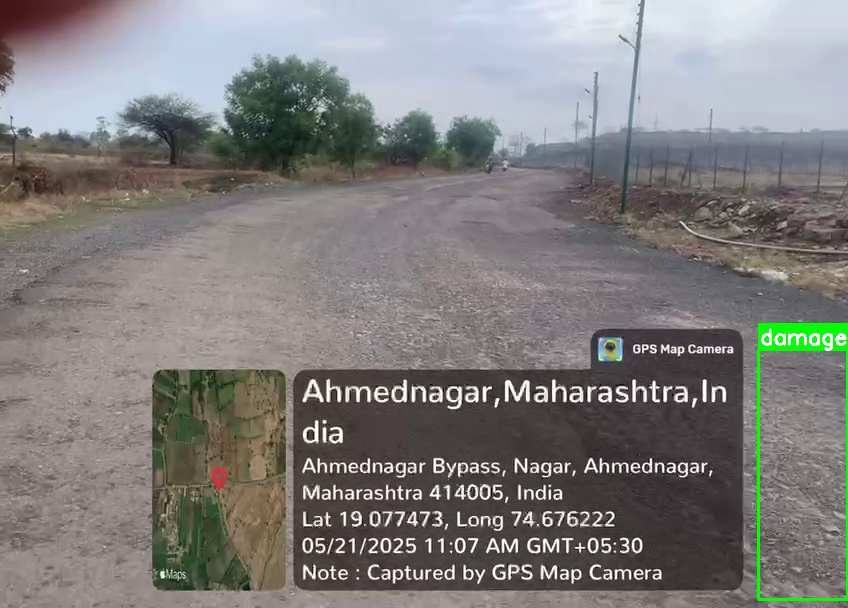 damage
GPS Map Camera
Ahmednagar,Maharashtra,In
dia
Ahmednagar Bypass, Nagar, Ahmednagar,
Maharashtra 414005, India
Lat 19.077473, Long 74.676222
05/21/2025 11:07 AM GMT+05:30
Note : Captured by GPS Map Camera
Maps